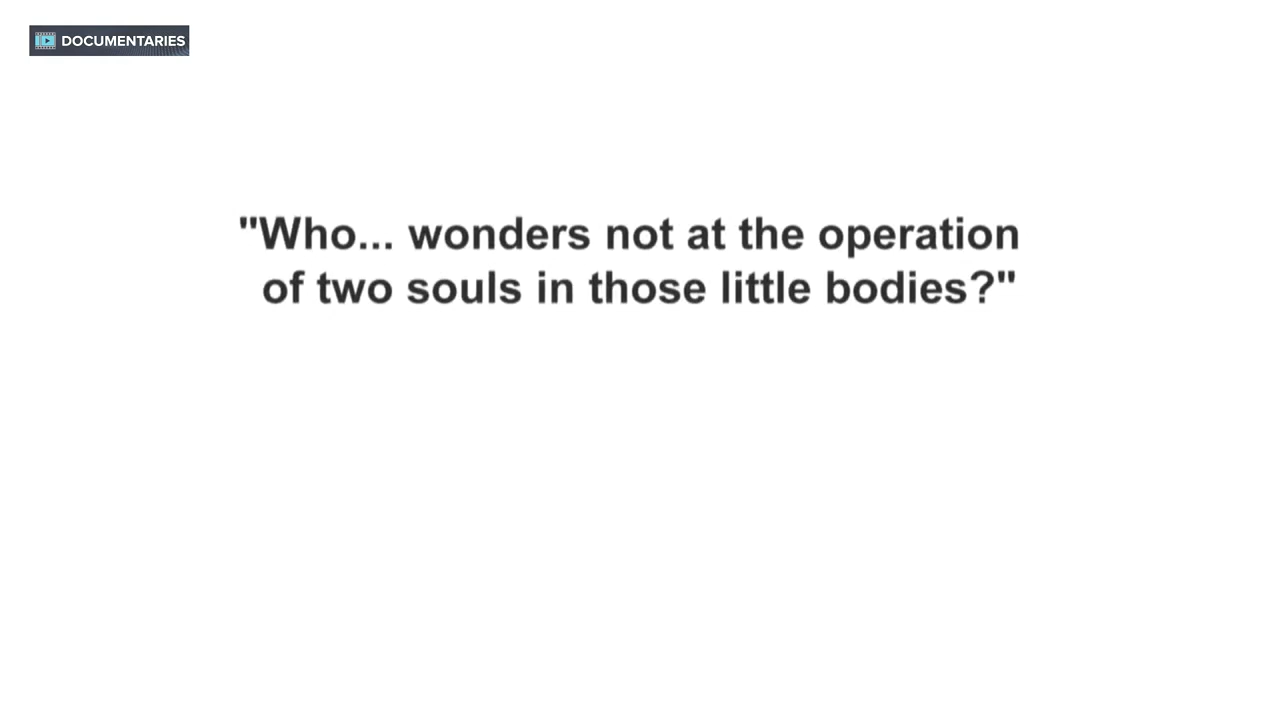 DOCUMENTARIES
"Who... wonders not at the operation
of two souls in those little bodies?"